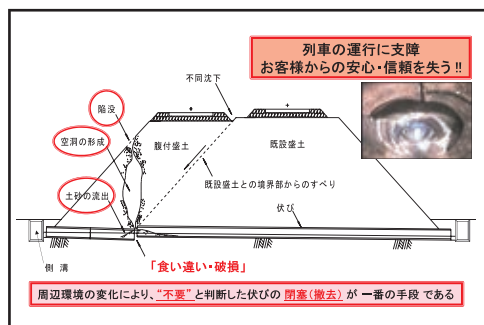 列車の運行に支障
お客様からの安心・信頼を失う!!
不同沈下
陥没
空洞の形成
腹付盛土
既設盛土
既設盛土との境界部からのすべり
土砂の流出
伏び
側溝
「食い違い・破損」
周辺環境の変化により、“不要”と判断した伏びの閉塞(撤去)が一番の手段である